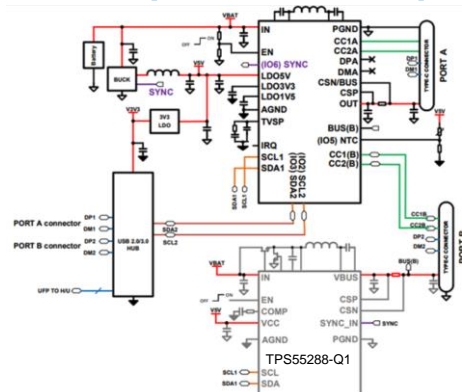 VBAT
IN
PGND
CC1A
CC2A
OFF
ON
EN
DPA
DP1
Battery
(IO6) SYNC
DMA
DM1
BUCK
V5V
LDO5V
CSN/BUS
SYNC
LDO3V3
CSP
LDO1V5
OUT
TYPE-C CONNECTOR
PORT A
V3V3
AGND
TVSP
BUS(B)
3V3
LDO
(IO5) NTC
IRQ
SCL1
CC1(B)
SDA1
CC2(B)
(IO3) SDA2
(IO2) SCL2
SDA1
SCL1
PORT A connector
DP1
DM1
SDA2
CC1B
PORT B connector
DP2
DM2
USB 2.0/3.0
HUB
SCL2
CC2B
DP2
DM2
TYPE-C CONNECTOR
UFP TO H/U
VBAT
IN
VBUS
BUS(B)
OFF
ON
EN
CSP
V5V
COMP
CSN
VCC
SYNC_IN
SYNC
AGND
PGND
TPS55288-Q1
SCL1
SCL
SDA1
SDA